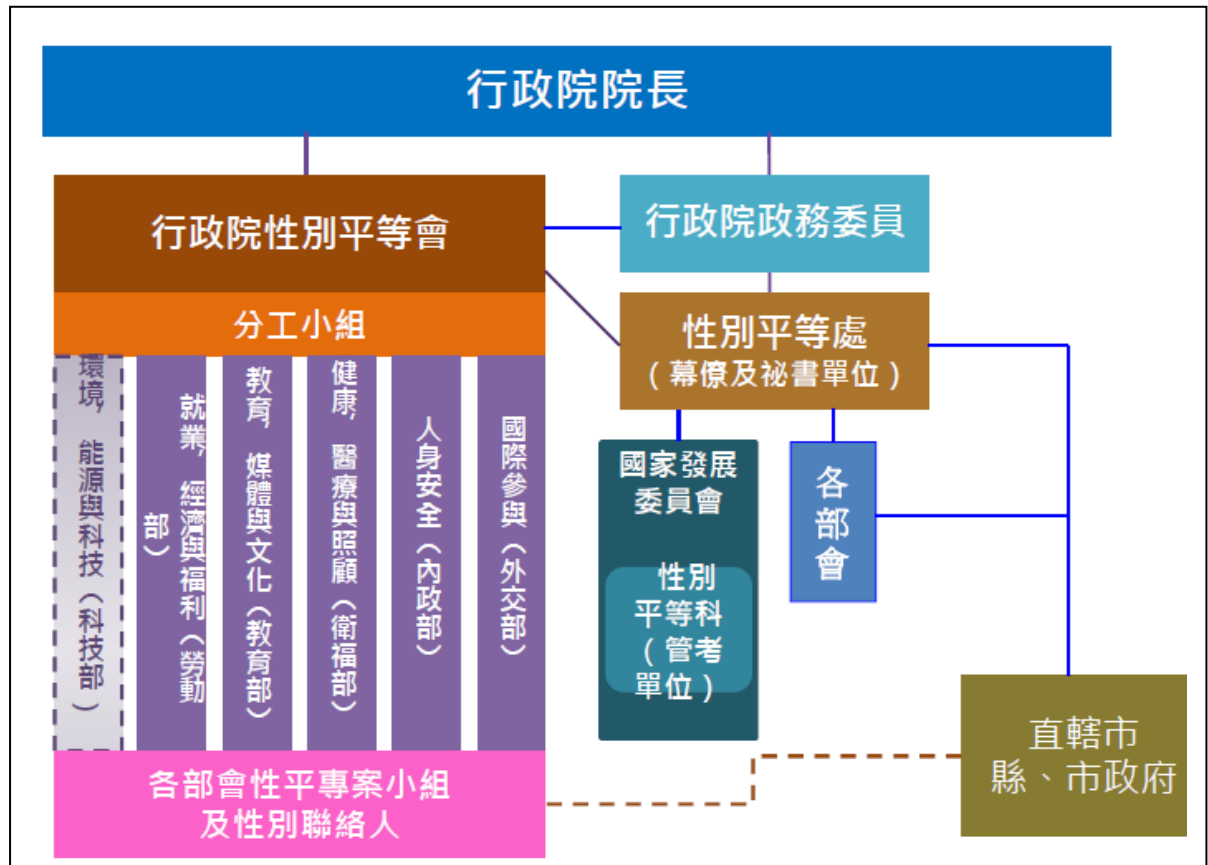 行政院院長
行政院性別平等會
行政院政務委員
分工小組
性別平等處
（幕僚及祕書單位）
環境，能源與科技（科技部）
就業，經濟與福利（勞動
部）
教育，媒體與文化（教育部）
健康，醫療與照顧（衛福部）
人身安全（內政部）
國際參與（外交部）
國家發展
委員會
性別
平等科
（管考
單位）
各
部
會
各部會性平專案小組
及性別聯絡人
直轄市
縣、市政府